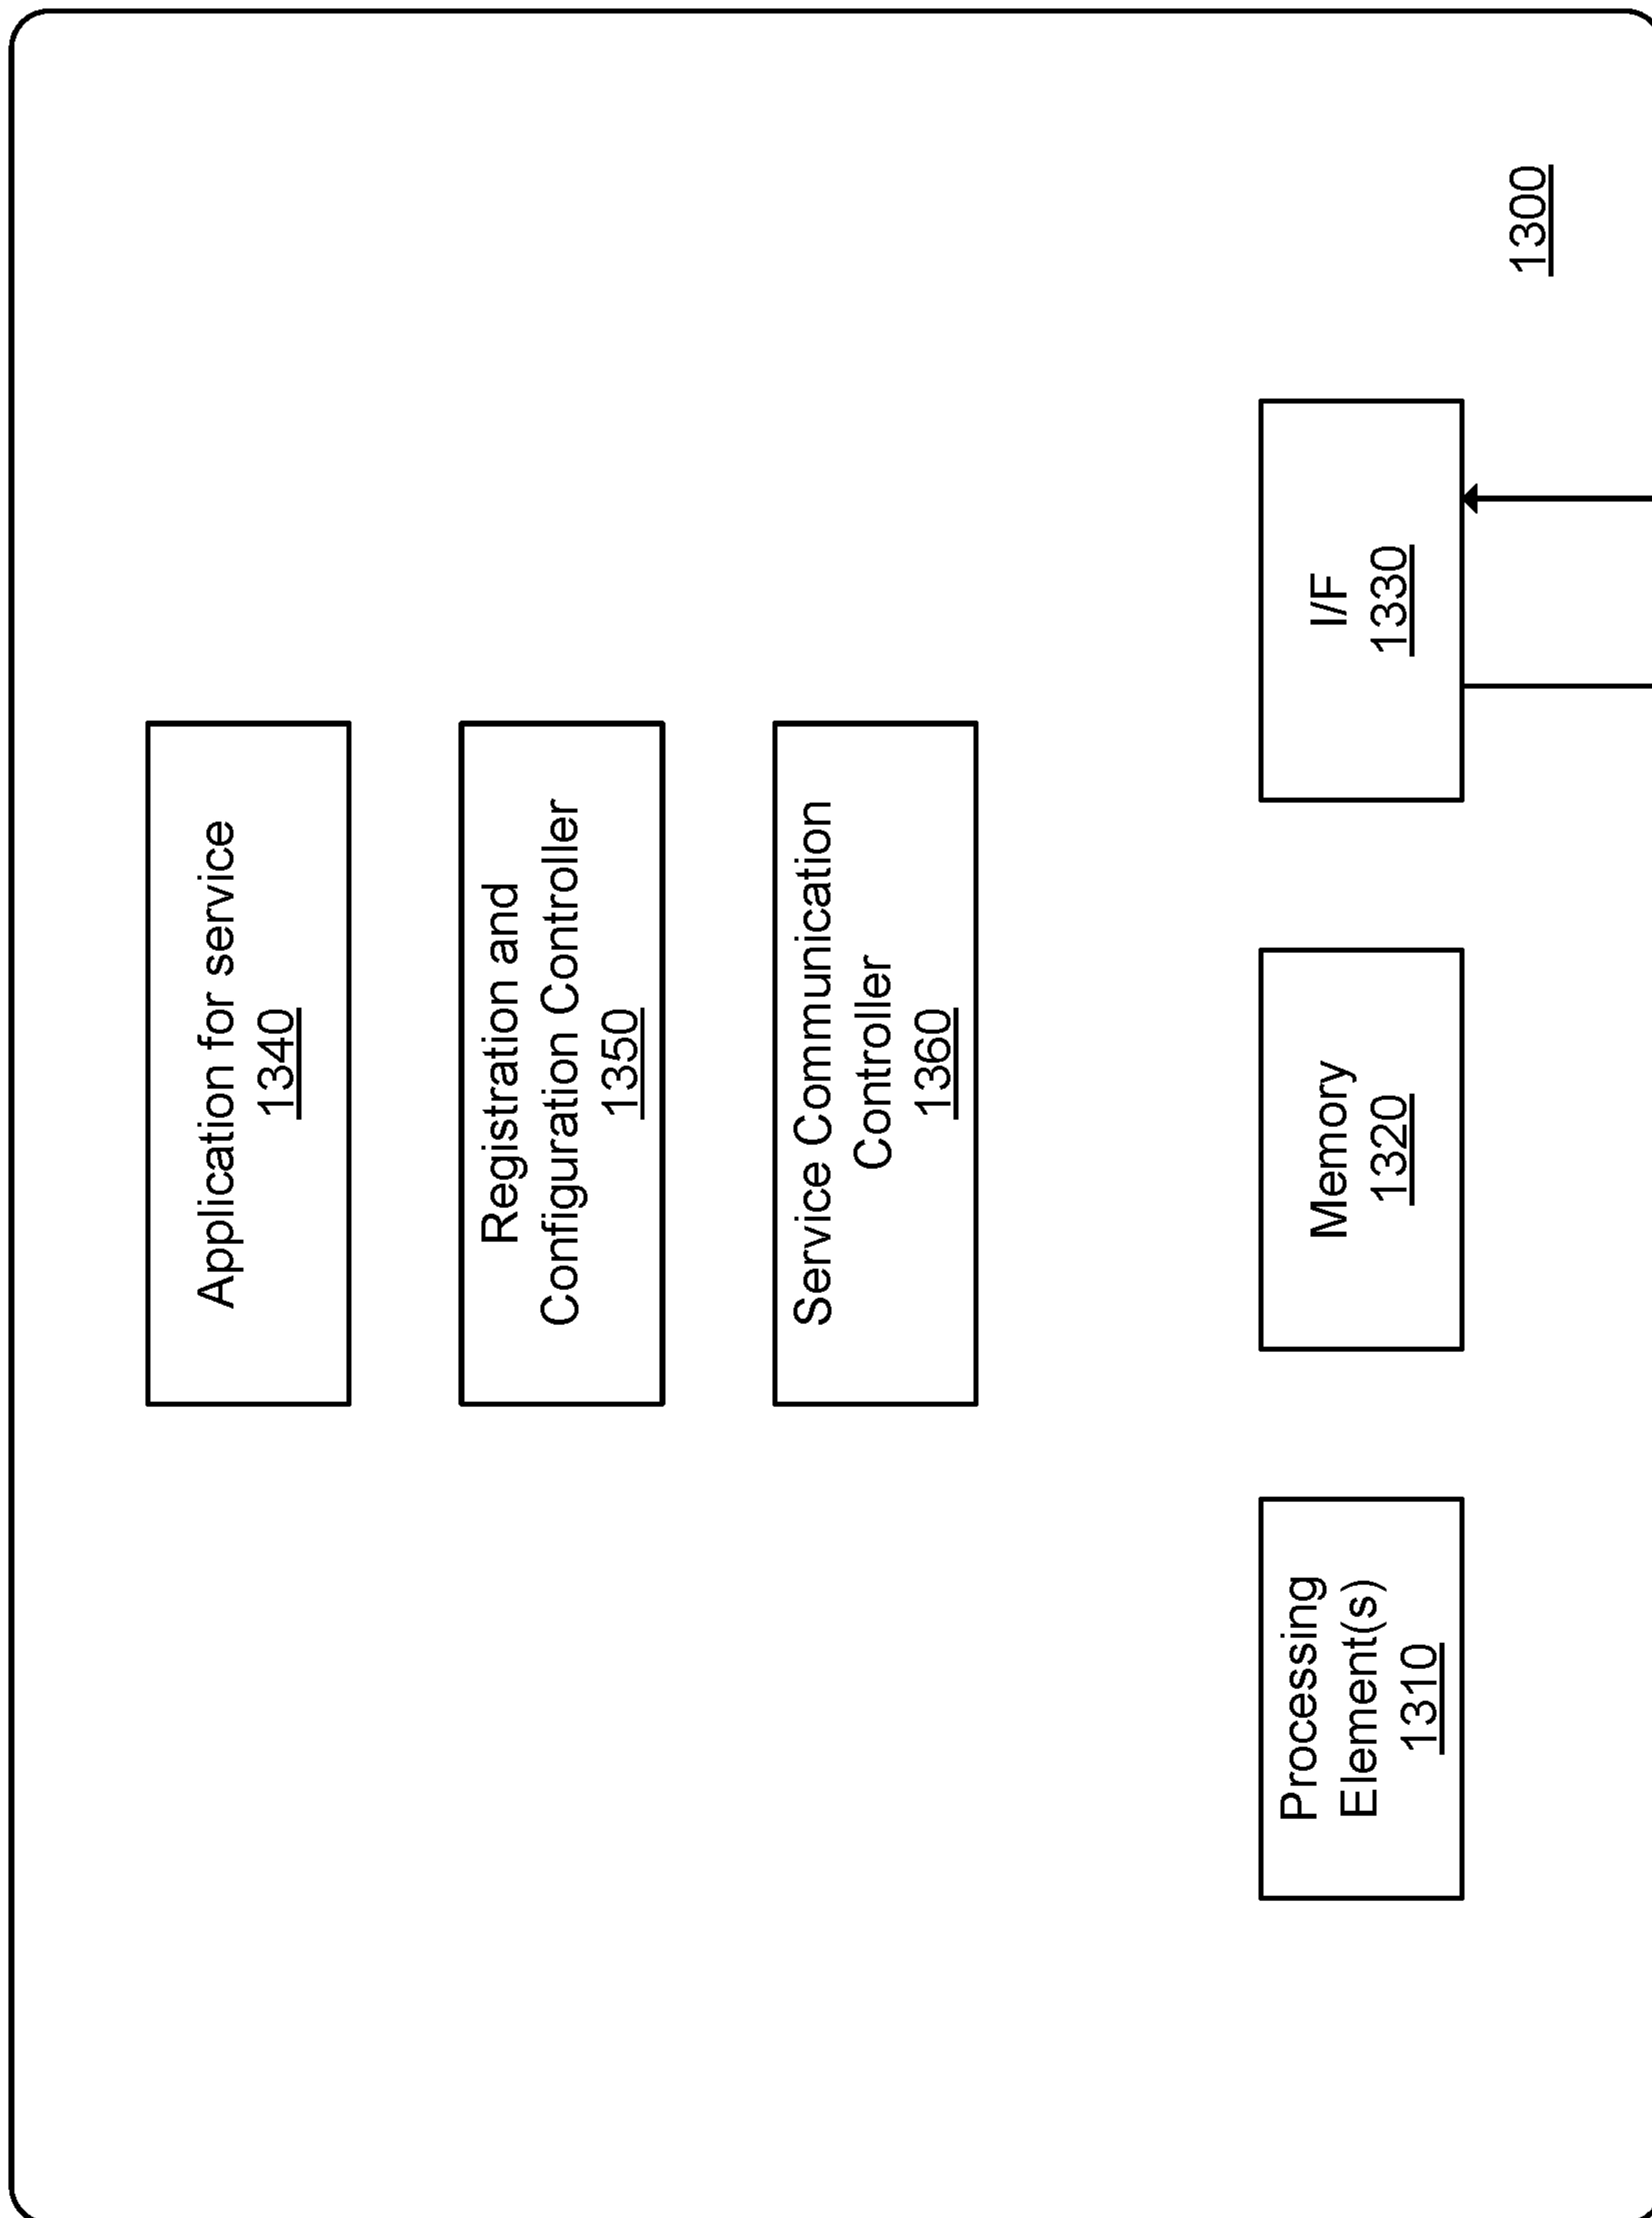 Application for service
1340
Registration and
Configuration Controller
1350
Service Communication
Controller
1360
Processing
Element(s)
1310
Memory
1320
I/F
1330
1300